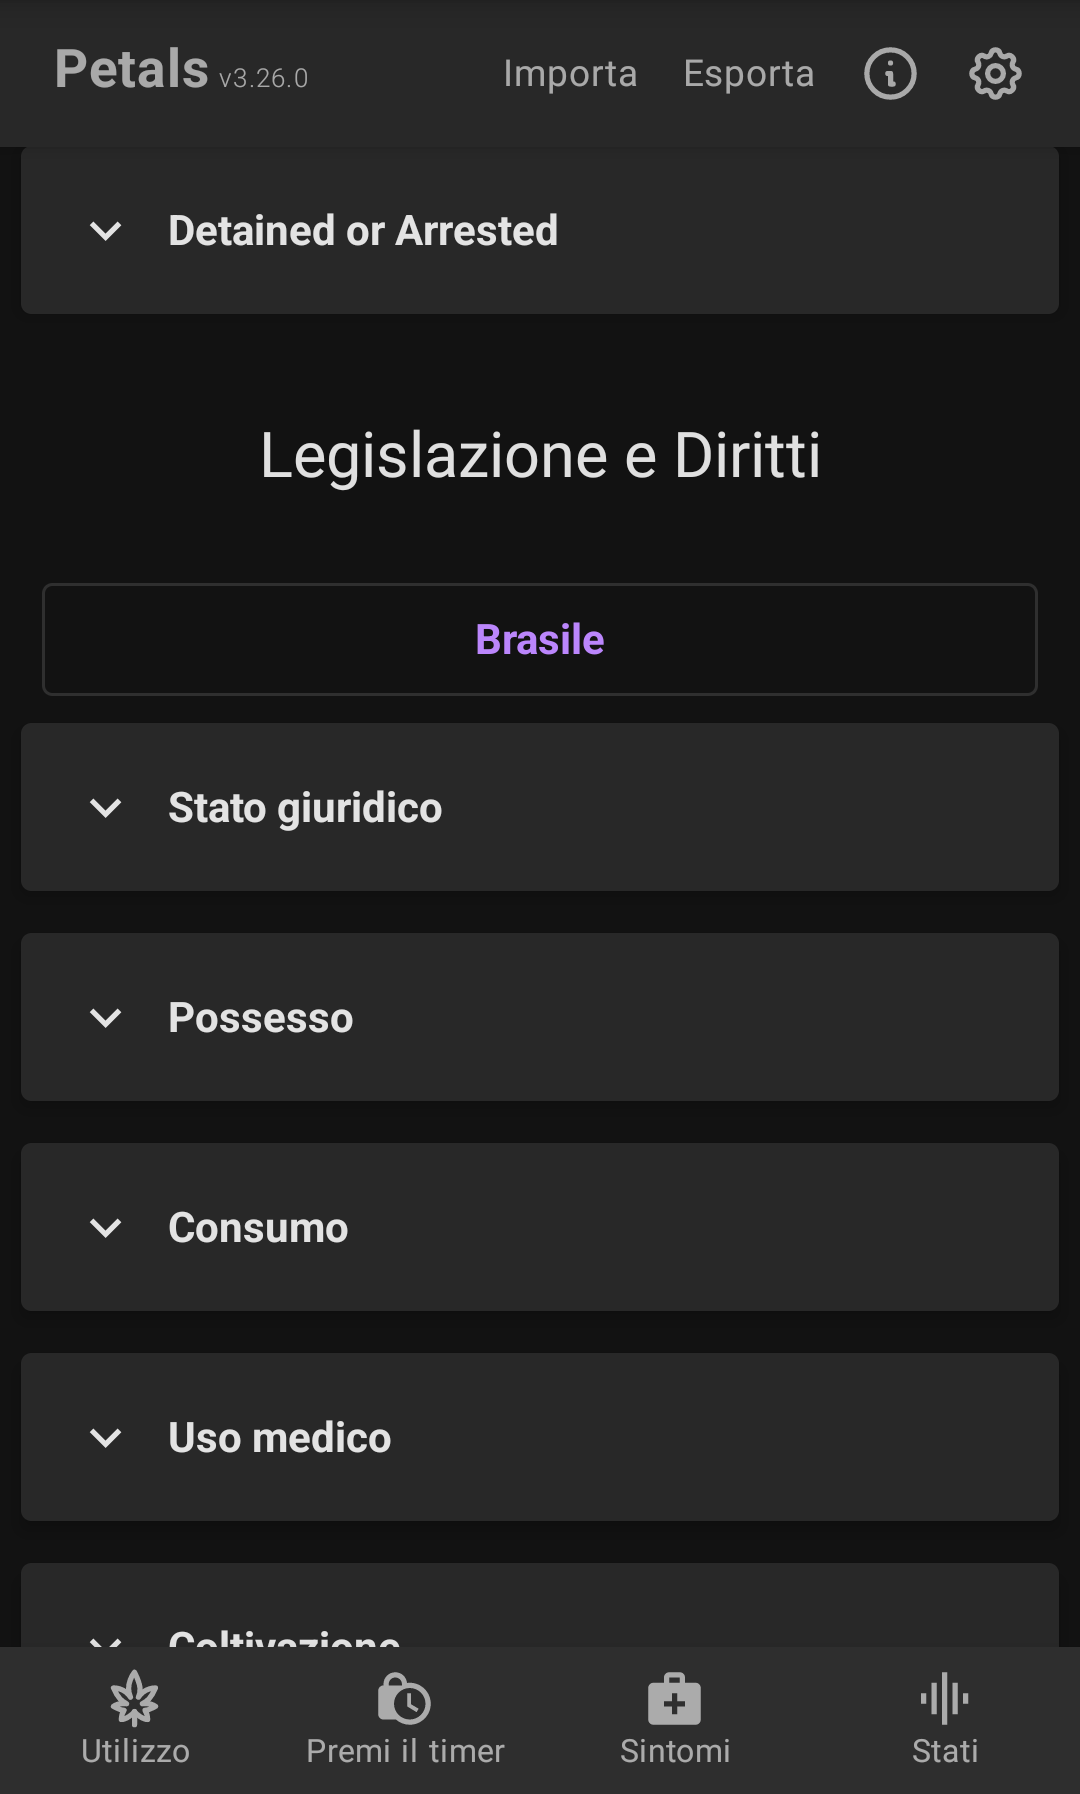 Petals v3.26.0 Importa Esporta
Detained or Arrested
Legislazione e Diritti
Brasile
Stato giuridico
Possesso
Consumo
Uso medico
Coltivazione
Utilizzo Premi il timer Sintomi Stati